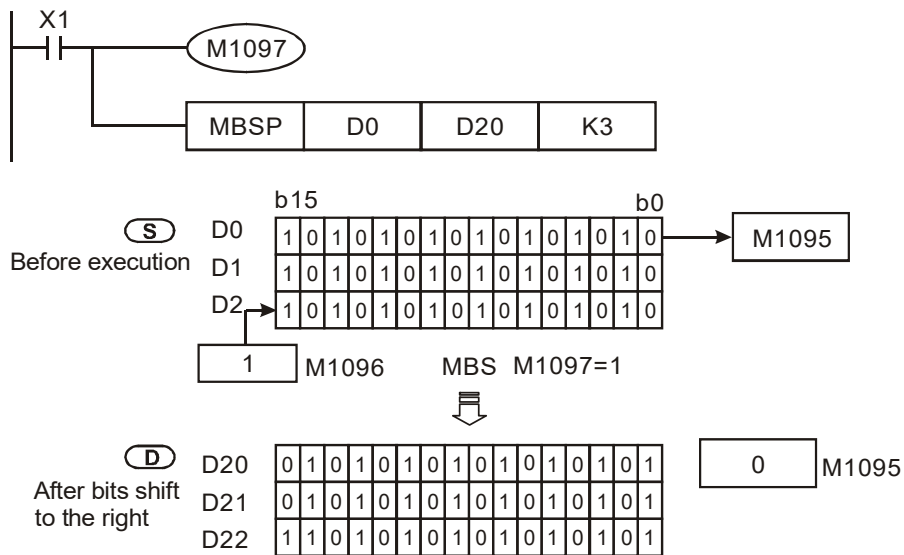 X1
M1097
MBSP D0 D20 K3
b15 b0
S D0 1 0 1 0 1 0 1 0 1 0 1 0 1 0 1 0 M1095
Before execution D1 1 0 1 0 1 0 1 0 1 0 1 0 1 0 1 0
D2 1 0 1 0 1 0 1 0 1 0 1 0 1 0 1 0
1 M1096 MBS M1097=1
D D20 0 1 0 1 0 1 0 1 0 1 0 1 0 1 0 1 0 M1095
After bits shift D21 0 1 0 1 0 1 0 1 0 1 0 1 0 1 0 1
to the right D22 1 1 0 1 0 1 0 1 0 1 0 1 0 1 0 1